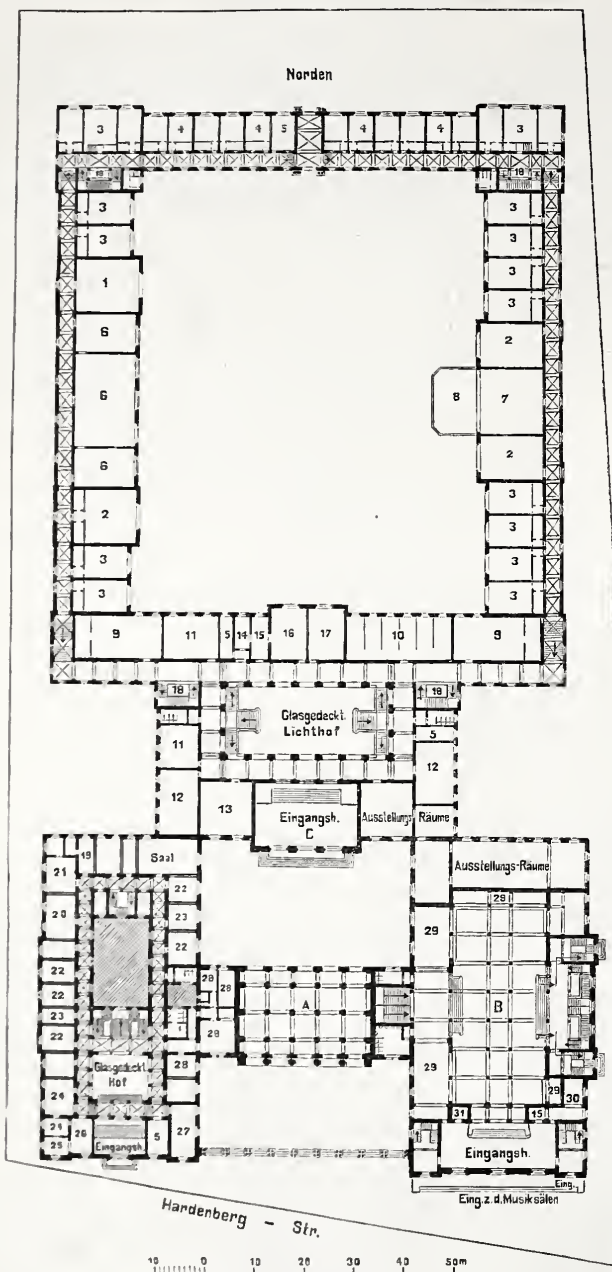 Norden
3 4 4 5 4 4 3
18 18
3 3
3 3
3
1 3
6 2
6 8 7
6 2
2 3
3
3 3
3 3
9 11 5 14 15 16 17 10 9
18 18
Glasgedeckt.
Lichthof
11 5
12 12
13 Eingangsh.
C
Ausstellungs Räume
19 Saal
Ausstellungs-Räume
21 22
20 23 29
22 29
22 28 28 A B
22
23 28
22
Glasgedeckt.
Hof
28 29
24 29 30
24 31 15
25 26 Eingangsh. 5 27
Eingangsh.
Eing.
Eing.z.d.Musiksälen
Hardenberg - Str.
10 0 10 20 30 40 50m